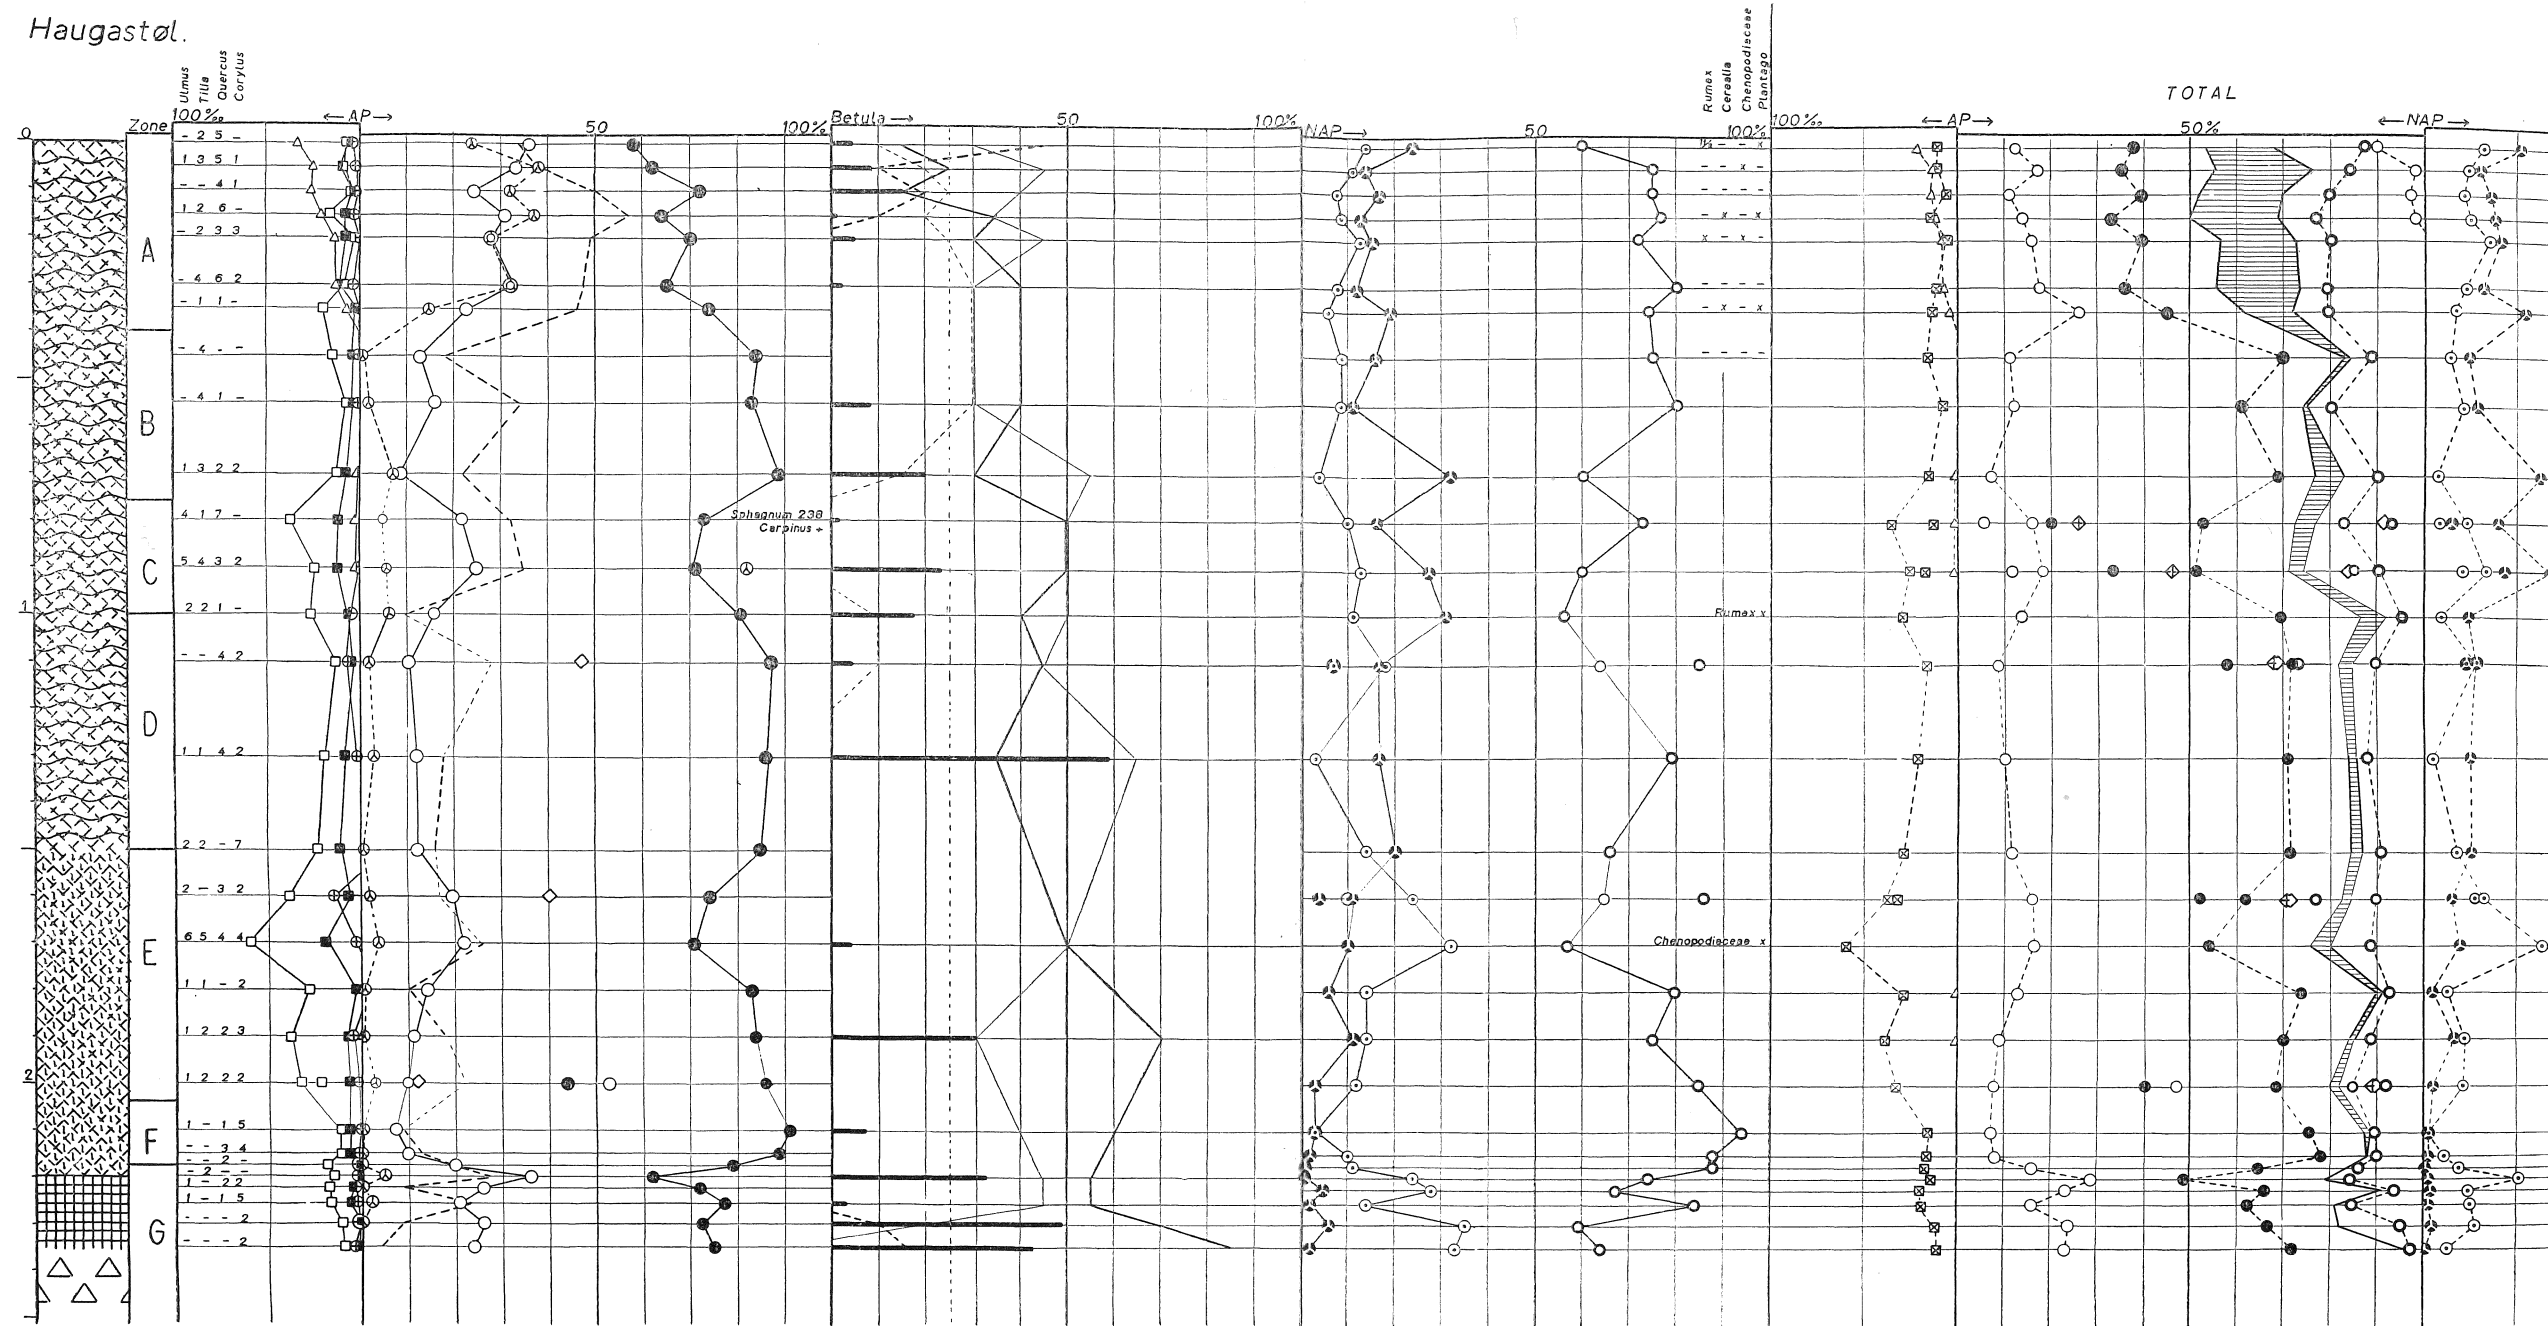 Haugastøl.
Ulmus
Tilia
Quercus
Corylus
Rumex
Cerealia
Chenopodiaceae
Plantago
TOTAL
Zone 100% ←AP→ 50 100% Betula→ 50 100% NAP→ 50 100% 100% ←AP→ 50% ←NAP→
0
- 2 5 -
1 3 5 1 - - x -
- - 4 1 - - - -
1 2 6 - - x - x
- 2 3 3 x - x -
A
- 4 6 2 - - - -
- 1 1 - - x - x
- 4 - - - - - -
- 4 1 -
B
1 3 2 2
4 1 7 - Sphagnum 238
Carpinus +
C
5 4 3 2
1
2 2 1 - Rumex x
- - 4 2
D
1 1 4 2
2 2 - 7
2 - 3 2
6 5 4 4 Chenopodiaceae x
E
1 1 - 2
1 2 2 3
2
1 2 2 2
1 - 1 5
F
- - 3 4
- - 2 -
- 2 - -
1 - 2 2
1 - 1 5
- - - 2
G
- - - 2